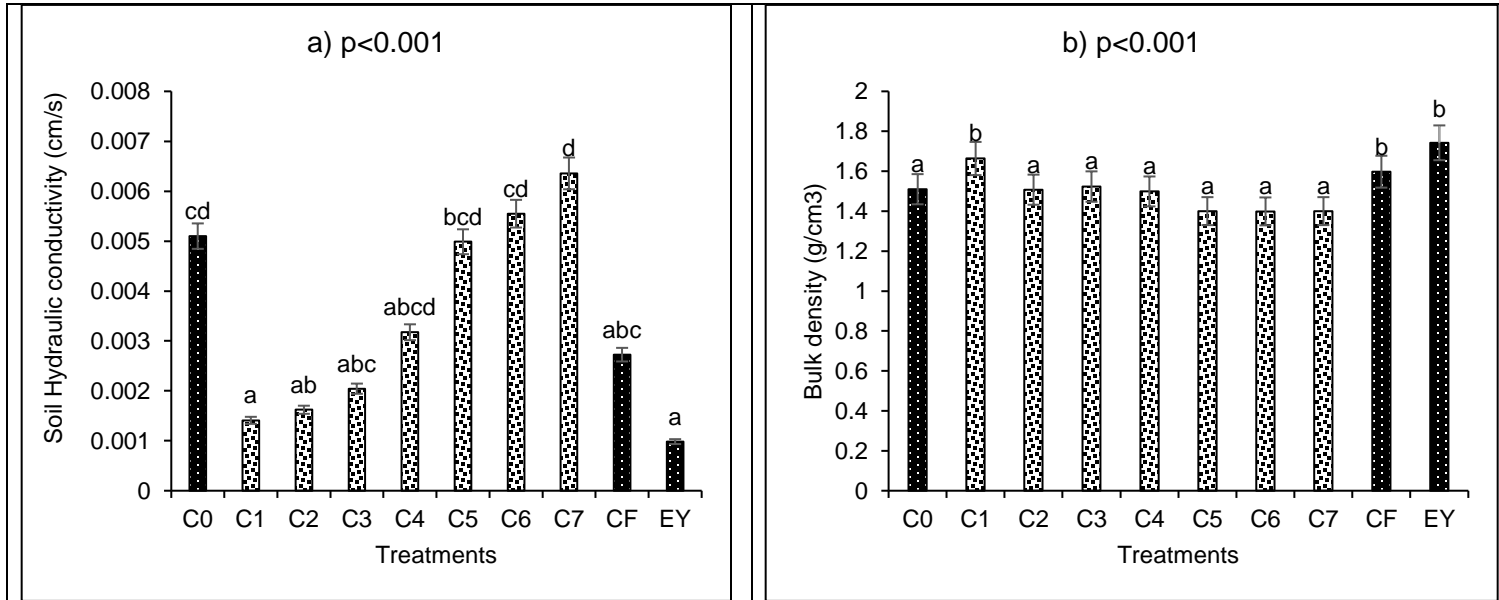 a) p<0.001
Soil Hydraulic conductivity (cm/s)
0.008
0.007
0.006
0.005
0.004
0.003
0.002
0.001
0
cd
a
ab
abc
abcd
bcd
cd
d
abc
a
C0 C1 C2 C3 C4 C5 C6 C7 CF EY
Treatments
b) p<0.001
Bulk density (g/cm3)
2
1.8
1.6
1.4
1.2
1
0.8
0.6
0.4
0.2
0
a
b
a
a
a
a
a
a
b
b
C0 C1 C2 C3 C4 C5 C6 C7 CF EY
Treatments